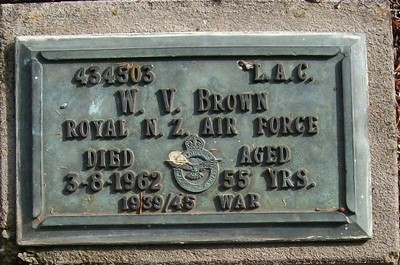 434503 L.A.C.
W. V. BROWN
ROYAL N.Z. AIR FORCE
DIED AGED
3-8-1962 55 YRS.
1939/45 WAR